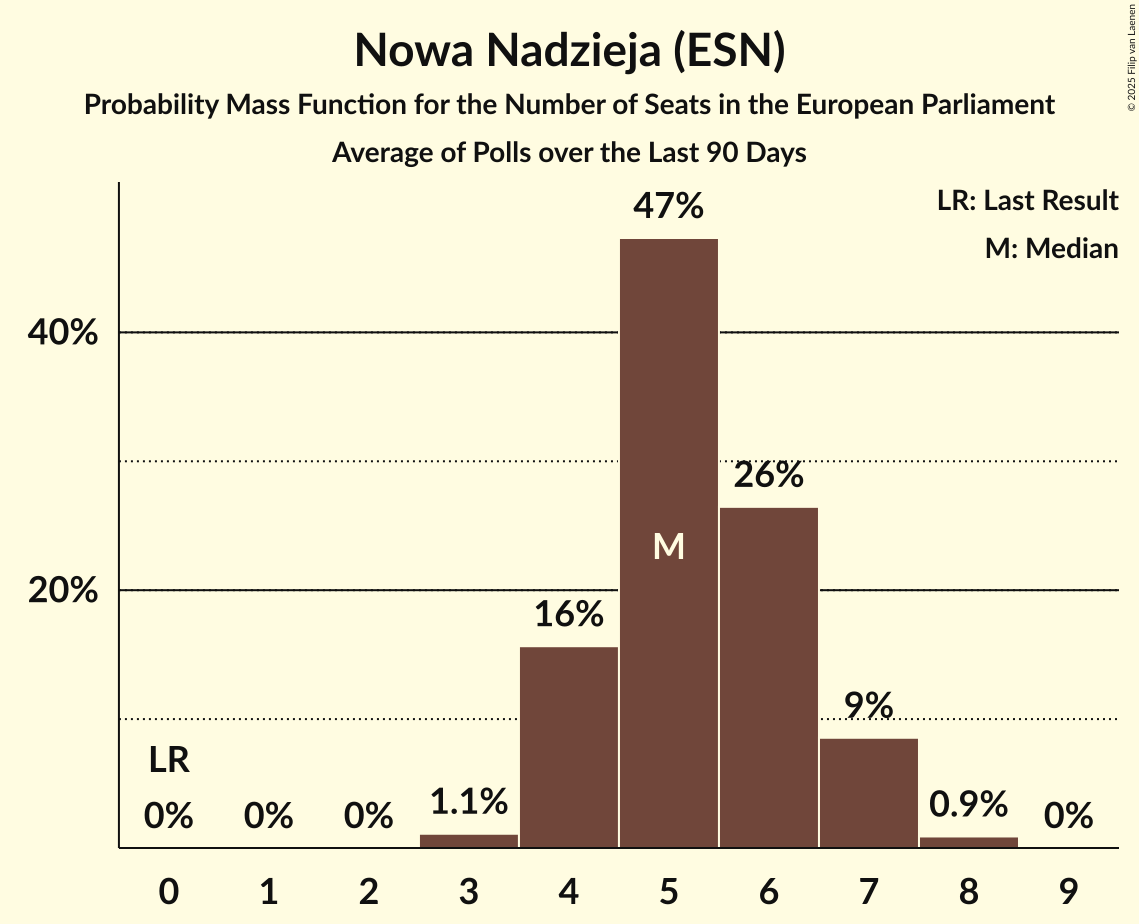 Nowa Nadzieja (ESN)
Probability Mass Function for the Number of Seats in the European Parliament
Average of Polls over the Last 90 Days
© 2025 Filip van Laenen
LR: Last Result
M: Median
47%
40%
26%
M
20%
16%
9%
LR
0%
0%
0%
1.1%
0.9%
0%
0
1
2
3
4
5
6
7
8
9